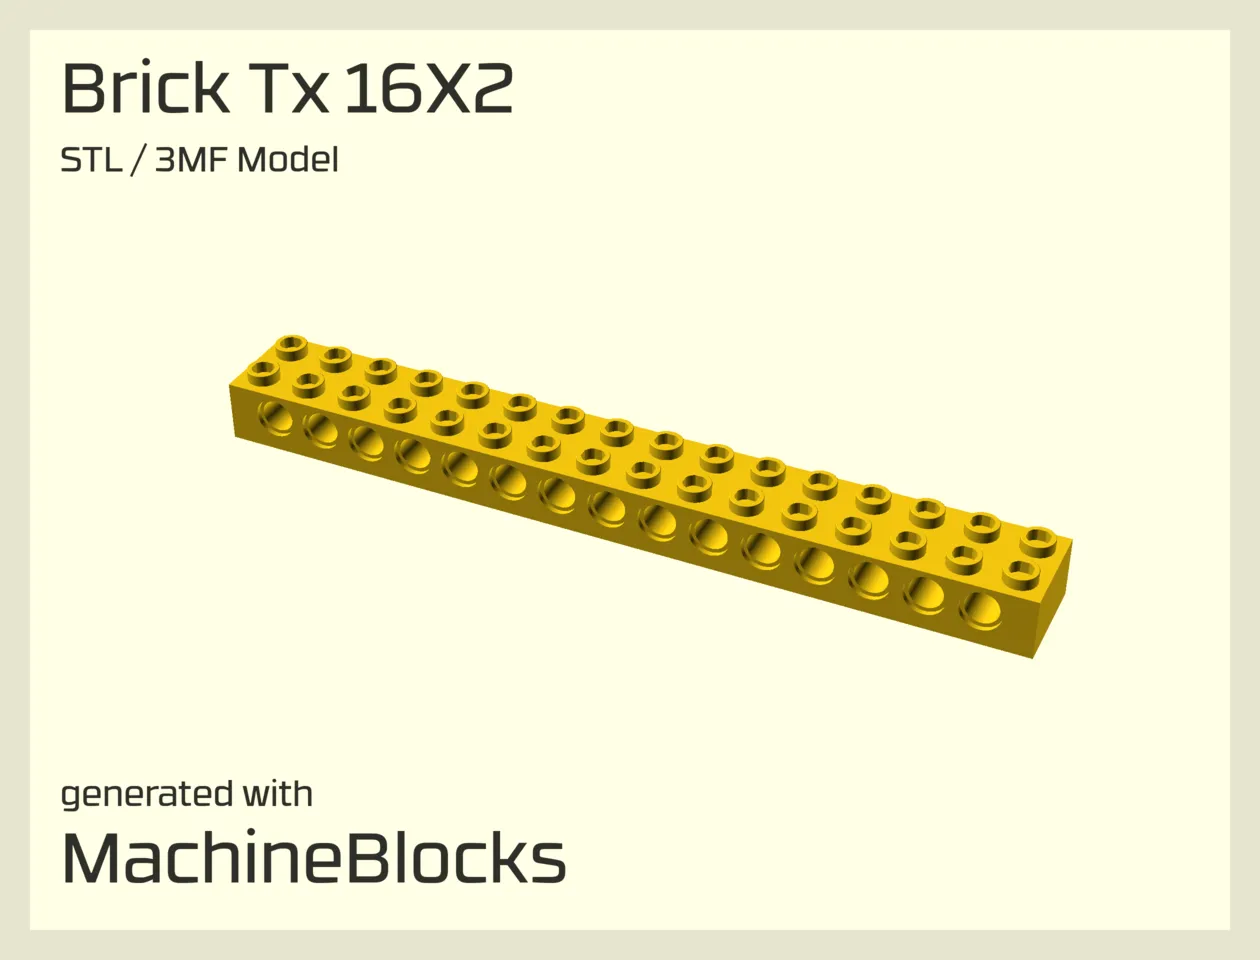 Brick Tx 16X2
STL / 3MF Model
generated with
MachineBlocks